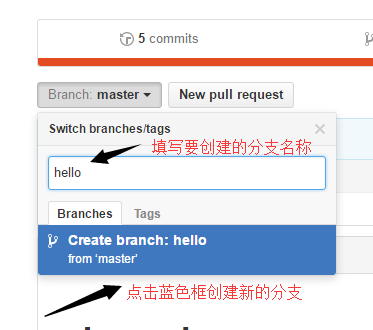 5 commits
Branch: master
New pull request
Switch branches/tags
填写要创建的分支名称
hello
Branches
Tags
Create branch: hello
from ‘master’
点击蓝色框创建新的分支